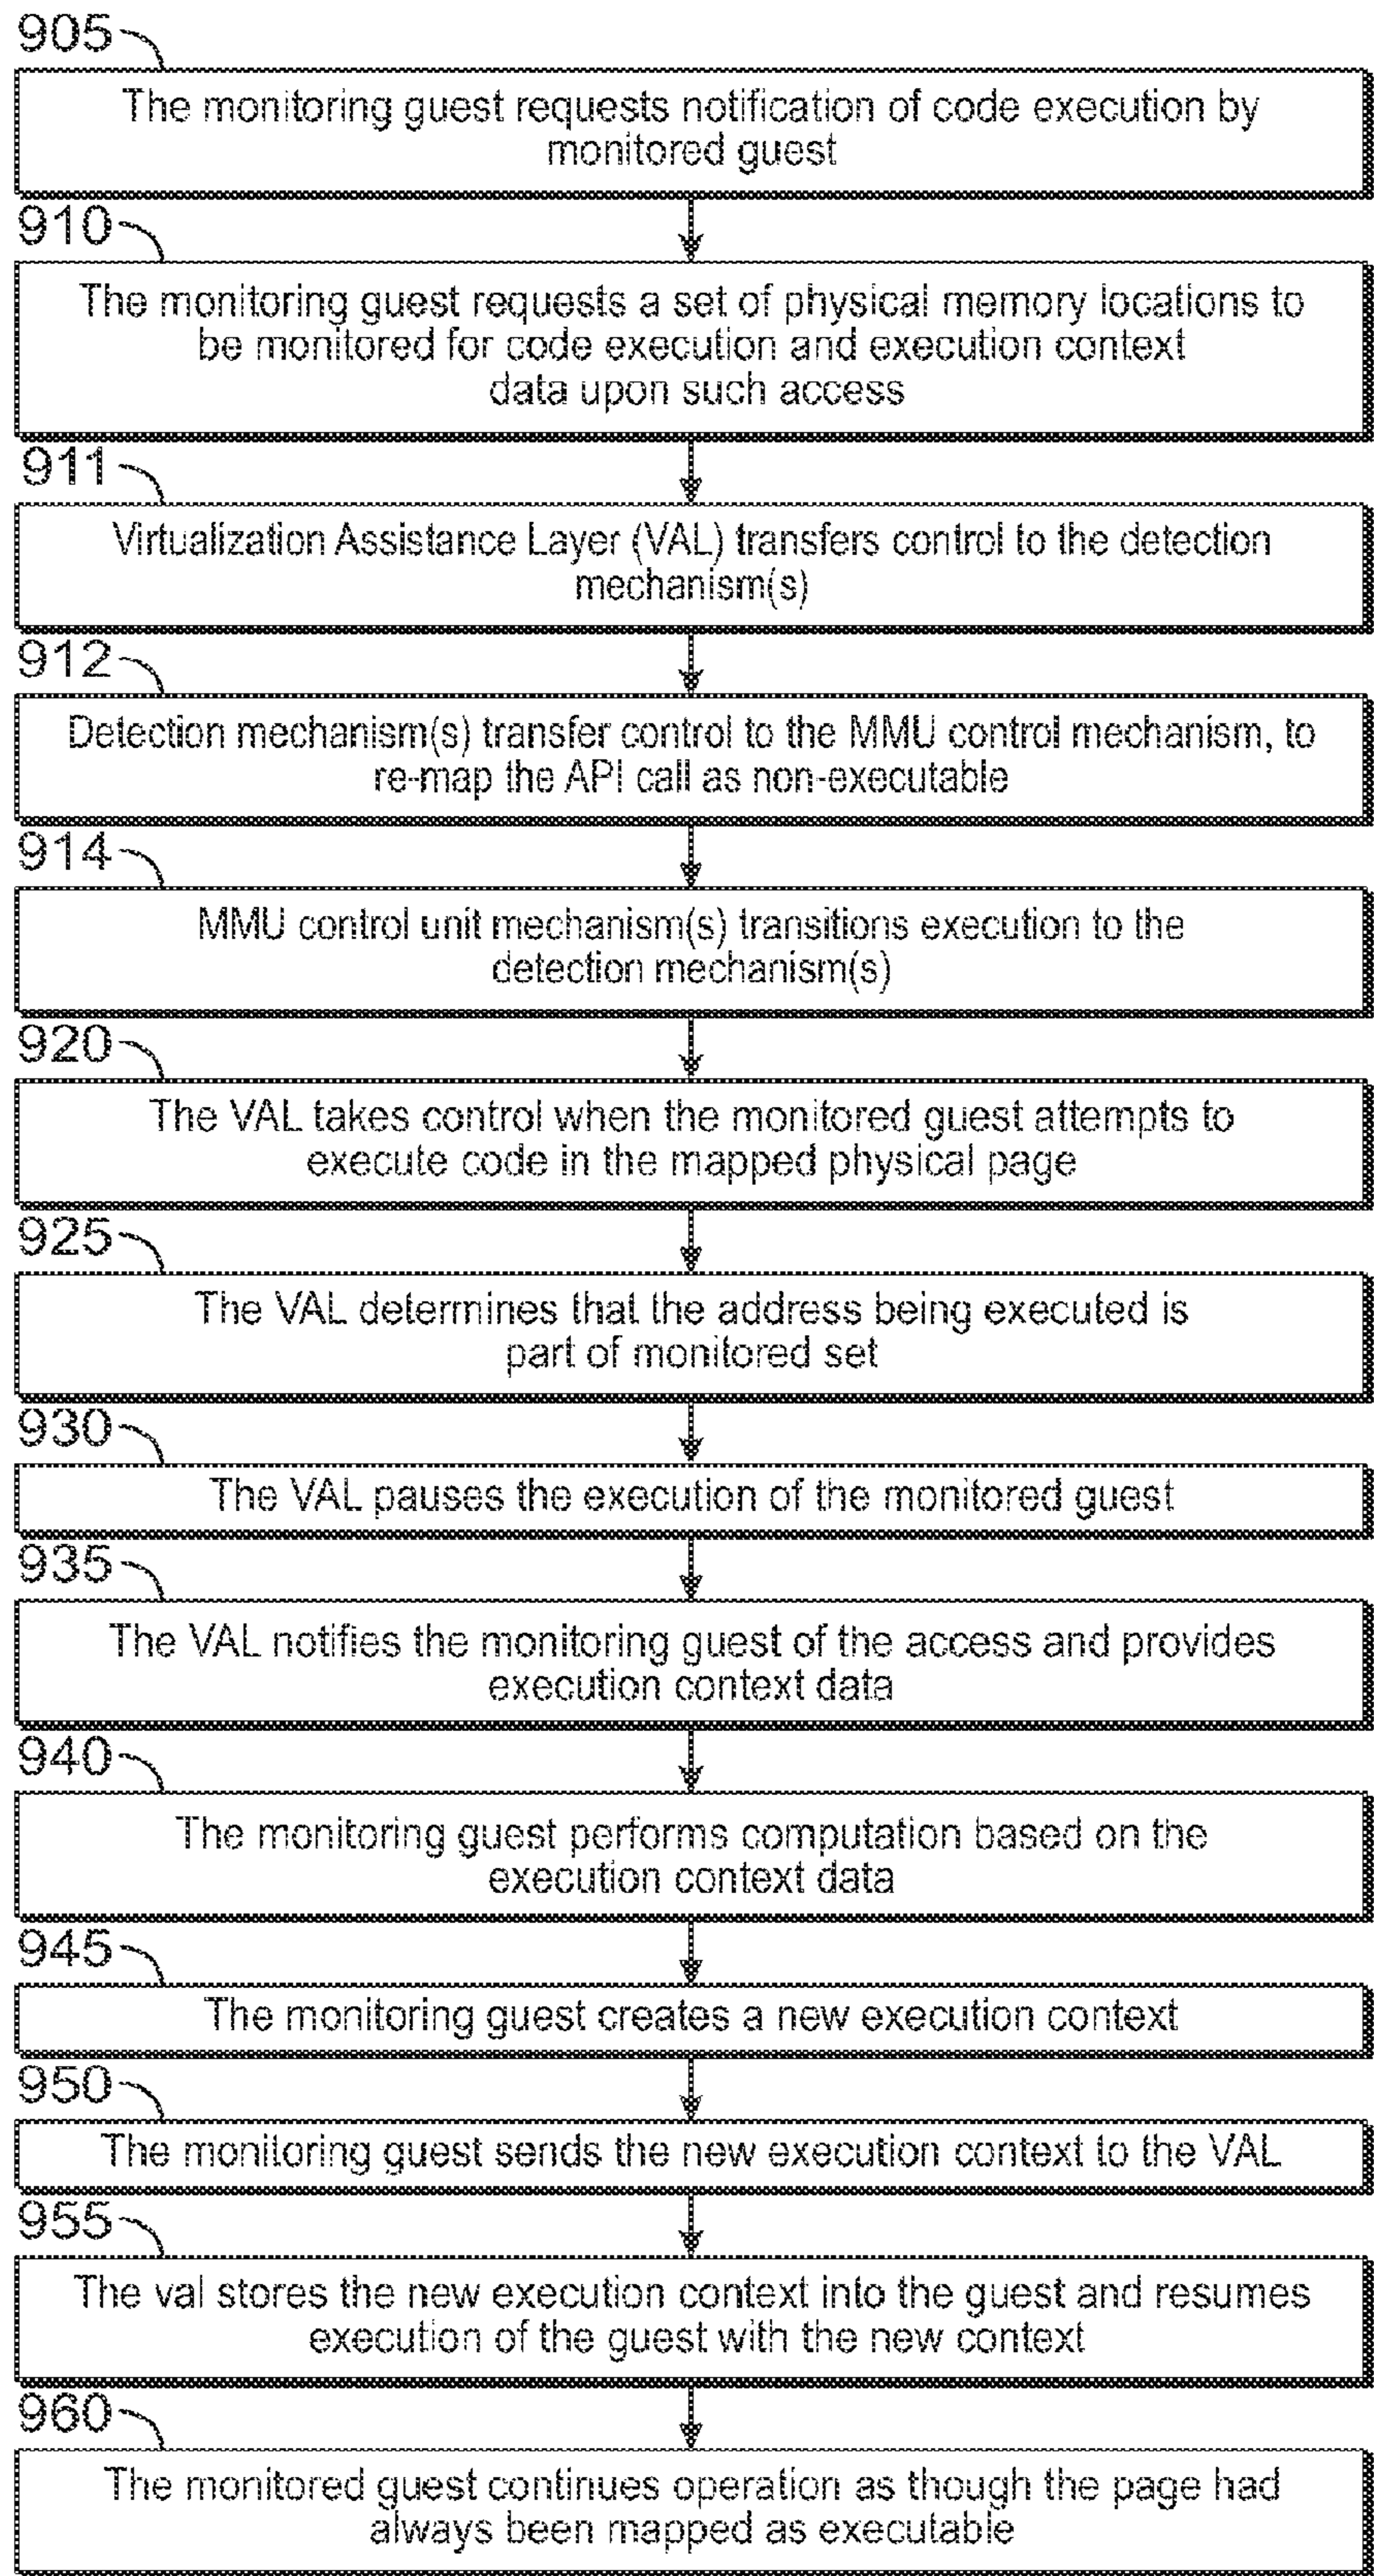 905
The monitoring guest requests notification of code execution by
monitored guest
910
The monitoring guest requests a set of physical memory locations to
be monitored for code execution and execution context
data upon such access
911
Virtualization Assistance Layer (VAL) transfers control to the detection
mechanism(s)
912
Detection mechanism(s) transfer control to the MMU control mechanism, to
re-map the API call as non-executable
914
MMU control unit mechanism(s) transitions execution to the
detection mechanism(s)
920
The VAL takes control when the monitored guest attempts to
execute code in the mapped physical page
925
The VAL determines that the address being executed is
part of monitored set
930
The VAL pauses the execution of the monitored guest
935
The VAL notifies the monitoring guest of the access and provides
execution context data
940
The monitoring guest performs computation based on the
execution context data
945
The monitoring guest creates a new execution context
950
The monitoring guest sends the new execution context to the VAL
955
The val stores the new execution context into the guest and resumes
execution of the guest with the new context
960
The monitored guest continues operation as though the page had
always been mapped as executable